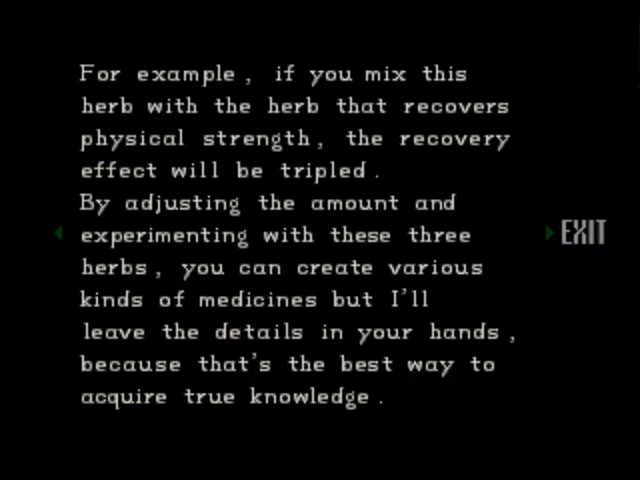 For example, if you mix this
herb with the herb that recovers
physical strength, the recovery
effect will be tripled.
By adjusting the amount and
experimenting with these three
herbs, you can create various
kinds of medicines but I'll
leave the details in your hands,
because that's the best way to
acquire true knowledge.
EXIT